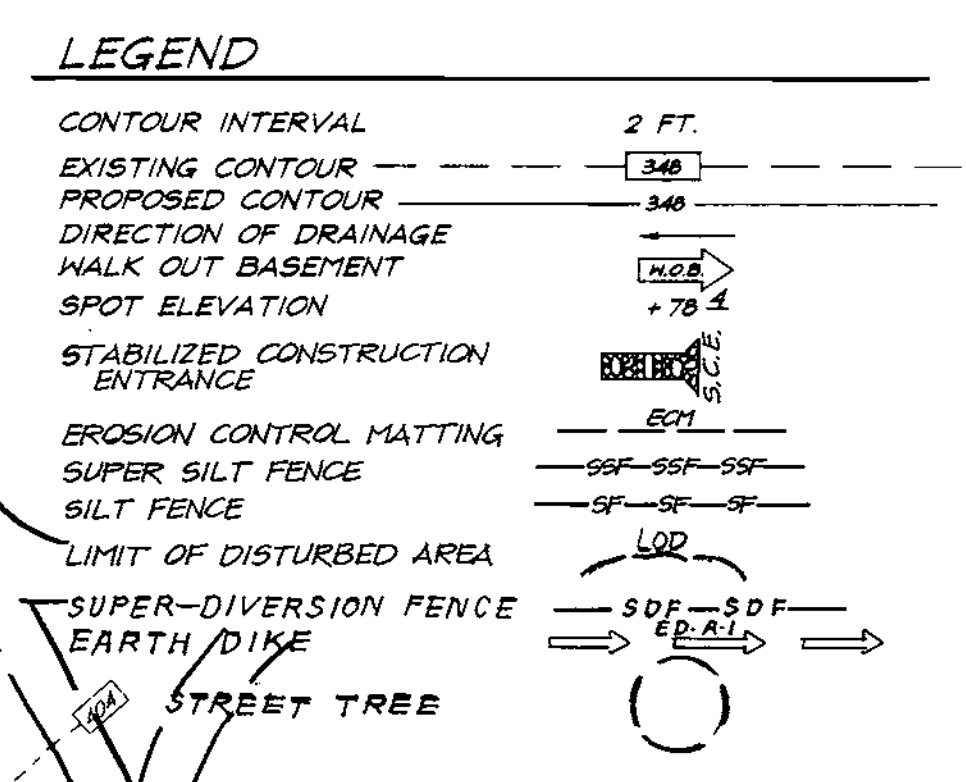 LEGEND
CONTOUR INTERVAL 2 FT.
EXISTING CONTOUR 348
PROPOSED CONTOUR 348
DIRECTION OF DRAINAGE
WALK OUT BASEMENT W.O.B.
SPOT ELEVATION + 78 4
STABILIZED CONSTRUCTION
ENTRANCE S.C.E.
ECM
EROSION CONTROL MATTING
SUPER SILT FENCE SSF SSF SSF
SILT FENCE SF SF SF
LIMIT OF DISTURBED AREA LOD
SUPER-DIVERSION FENCE SDF SDF
EARTH DIKE E D-A-1
404
STREET TREE